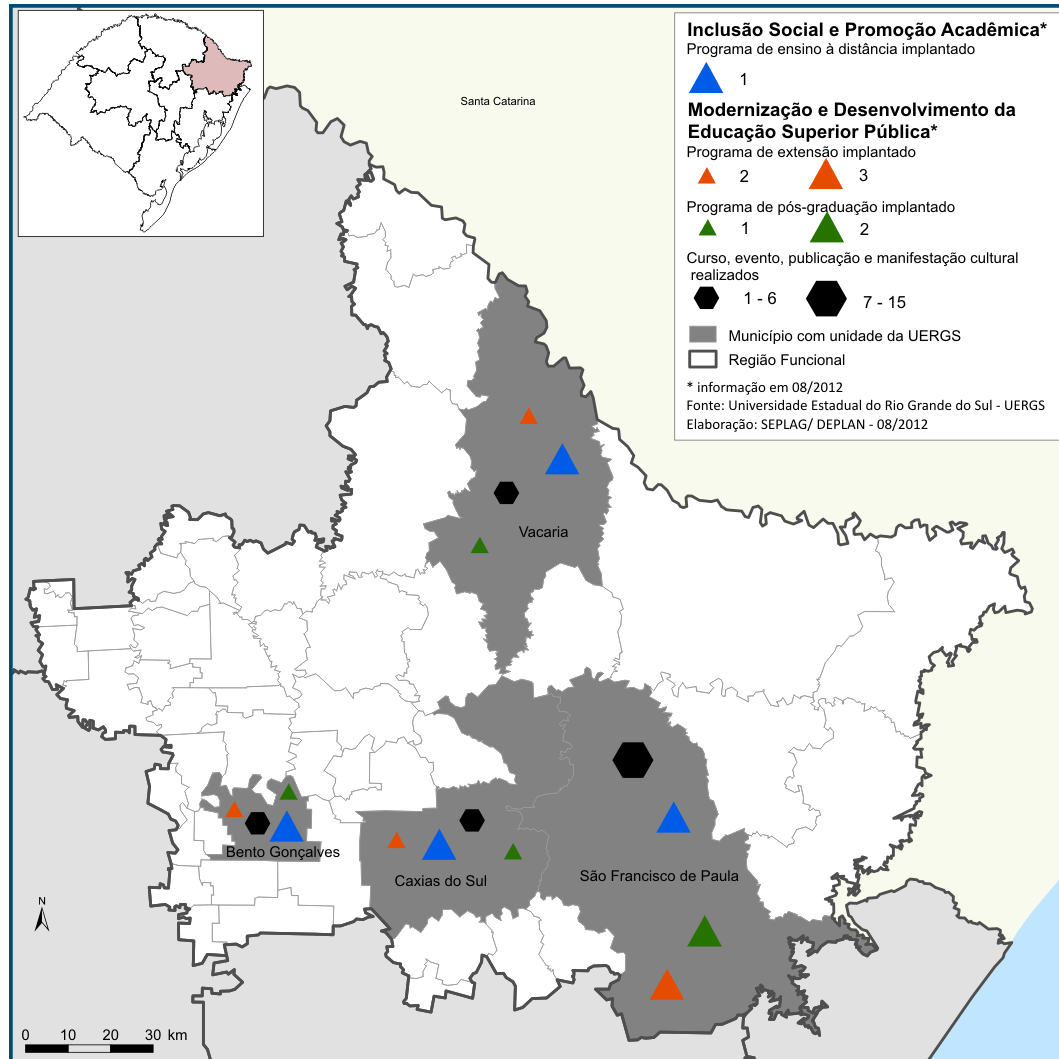 Santa Catarina
Inclusão Social e Promoção Acadêmica*
Programa de ensino à distância implantado
1
Modernização e Desenvolvimento da
Educação Superior Pública*
Programa de extensão implantado
2 3
Programa de pós-graduação implantado
1 2
Curso, evento, publicação e manifestação cultural
realizados
1 - 6 7 - 15
Município com unidade da UERGS
Região Funcional
* informação em 08/2012
Fonte: Universidade Estadual do Rio Grande do Sul - UERGS
Elaboração: SEPLAG/ DEPLAN - 08/2012
Vacaria
Bento Gonçalves
Caxias do Sul
São Francisco de Paula
N
0 10 20 30 km